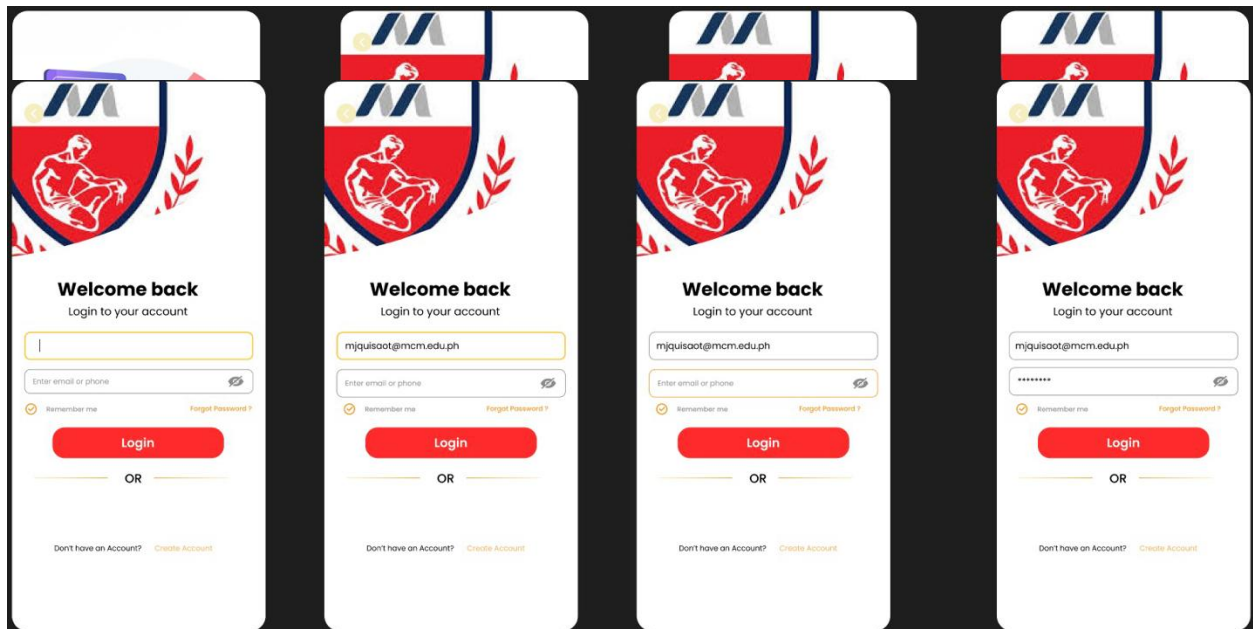 Welcome back
Login to your account
Enter email or phone
Remember me Forgot Password ?
Login
OR
Don't have an Account? Create Account
Welcome back
Login to your account
mjquisaot@mcm.edu.ph
Enter email or phone
Remember me Forgot Password ?
Login
OR
Don't have an Account? Create Account
Welcome back
Login to your account
mjquisaot@mcm.edu.ph
Enter email or phone
Remember me Forgot Password ?
Login
OR
Don't have an Account? Create Account
Welcome back
Login to your account
mjquisaot@mcm.edu.ph
********
Remember me Forgot Password ?
Login
OR
Don't have an Account? Create Account